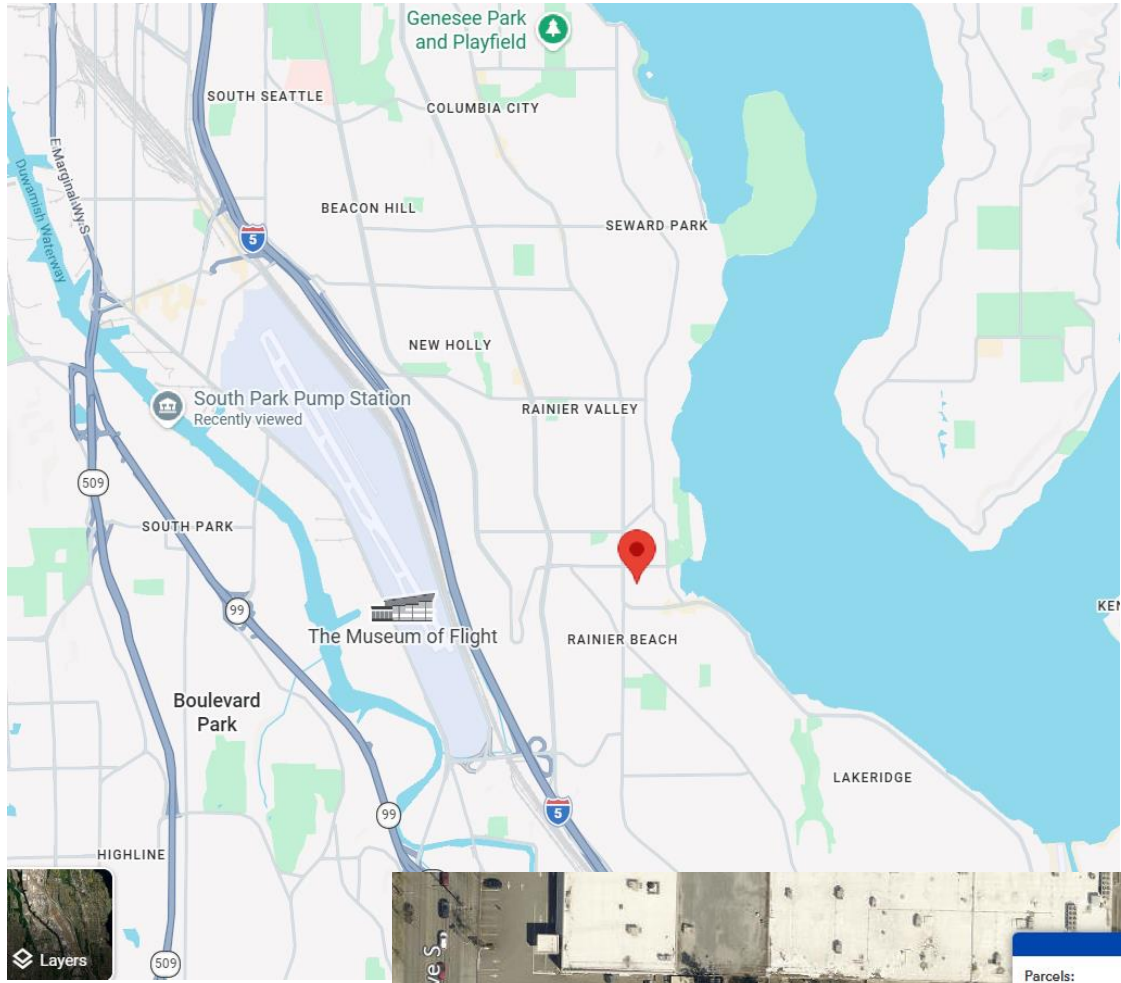 Genesee Park
and Playfield
SOUTH SEATTLE
COLUMBIA CITY
E Marginal Wy S
Duwamish Waterway
BEACON HILL
SEWARD PARK
5
NEW HOLLY
South Park Pump Station
Recently viewed
RAINIER VALLEY
509
SOUTH PARK
99
The Museum of Flight
RAINIER BEACH
KEN
Boulevard
Park
LAKERIDGE
5
99
HIGHLINE
Layers
509
ve S
Parcels: